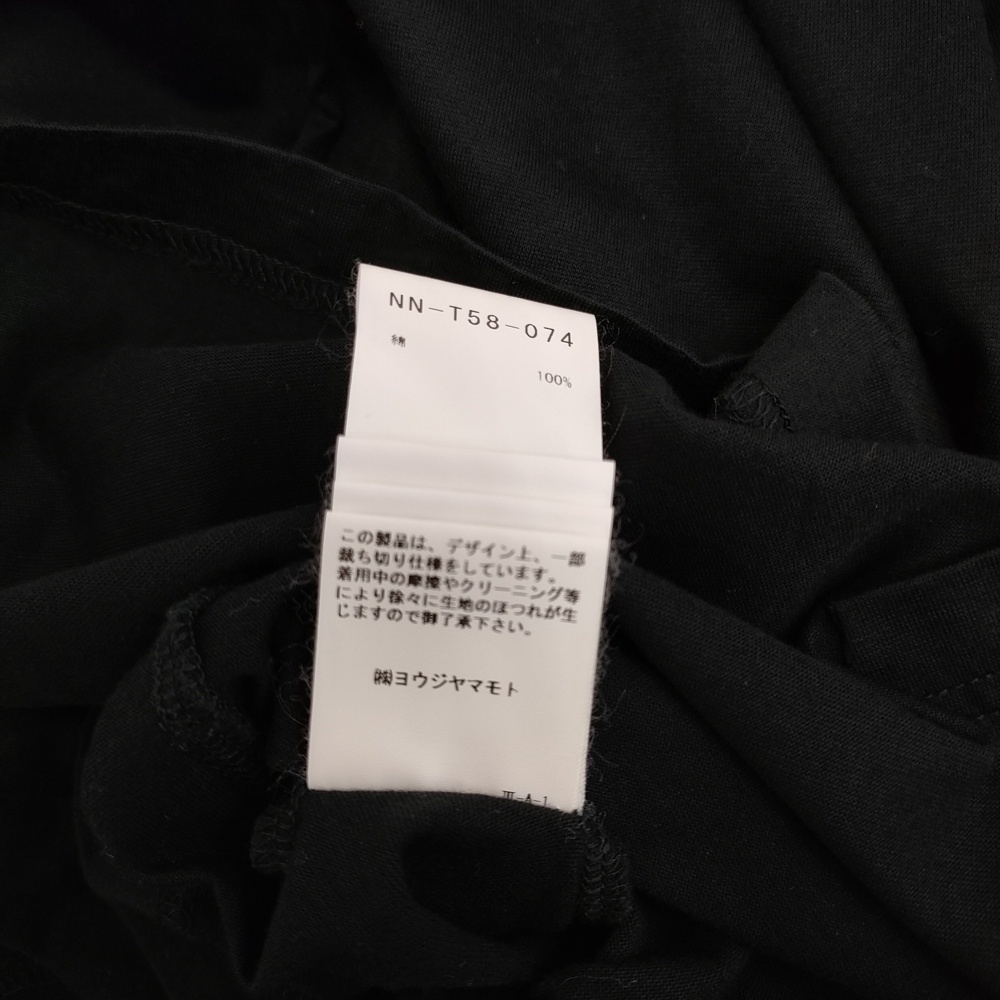 NN-T58-074
綿
100%
この製品は、デザイン上、一部
裁ち切り仕様をしています。
着用中の摩擦やクリーニング等
により徐々に生地のほつれが生
じますので御了承下さい。
㈱ヨウジヤマモト
Ⅲ-A-1